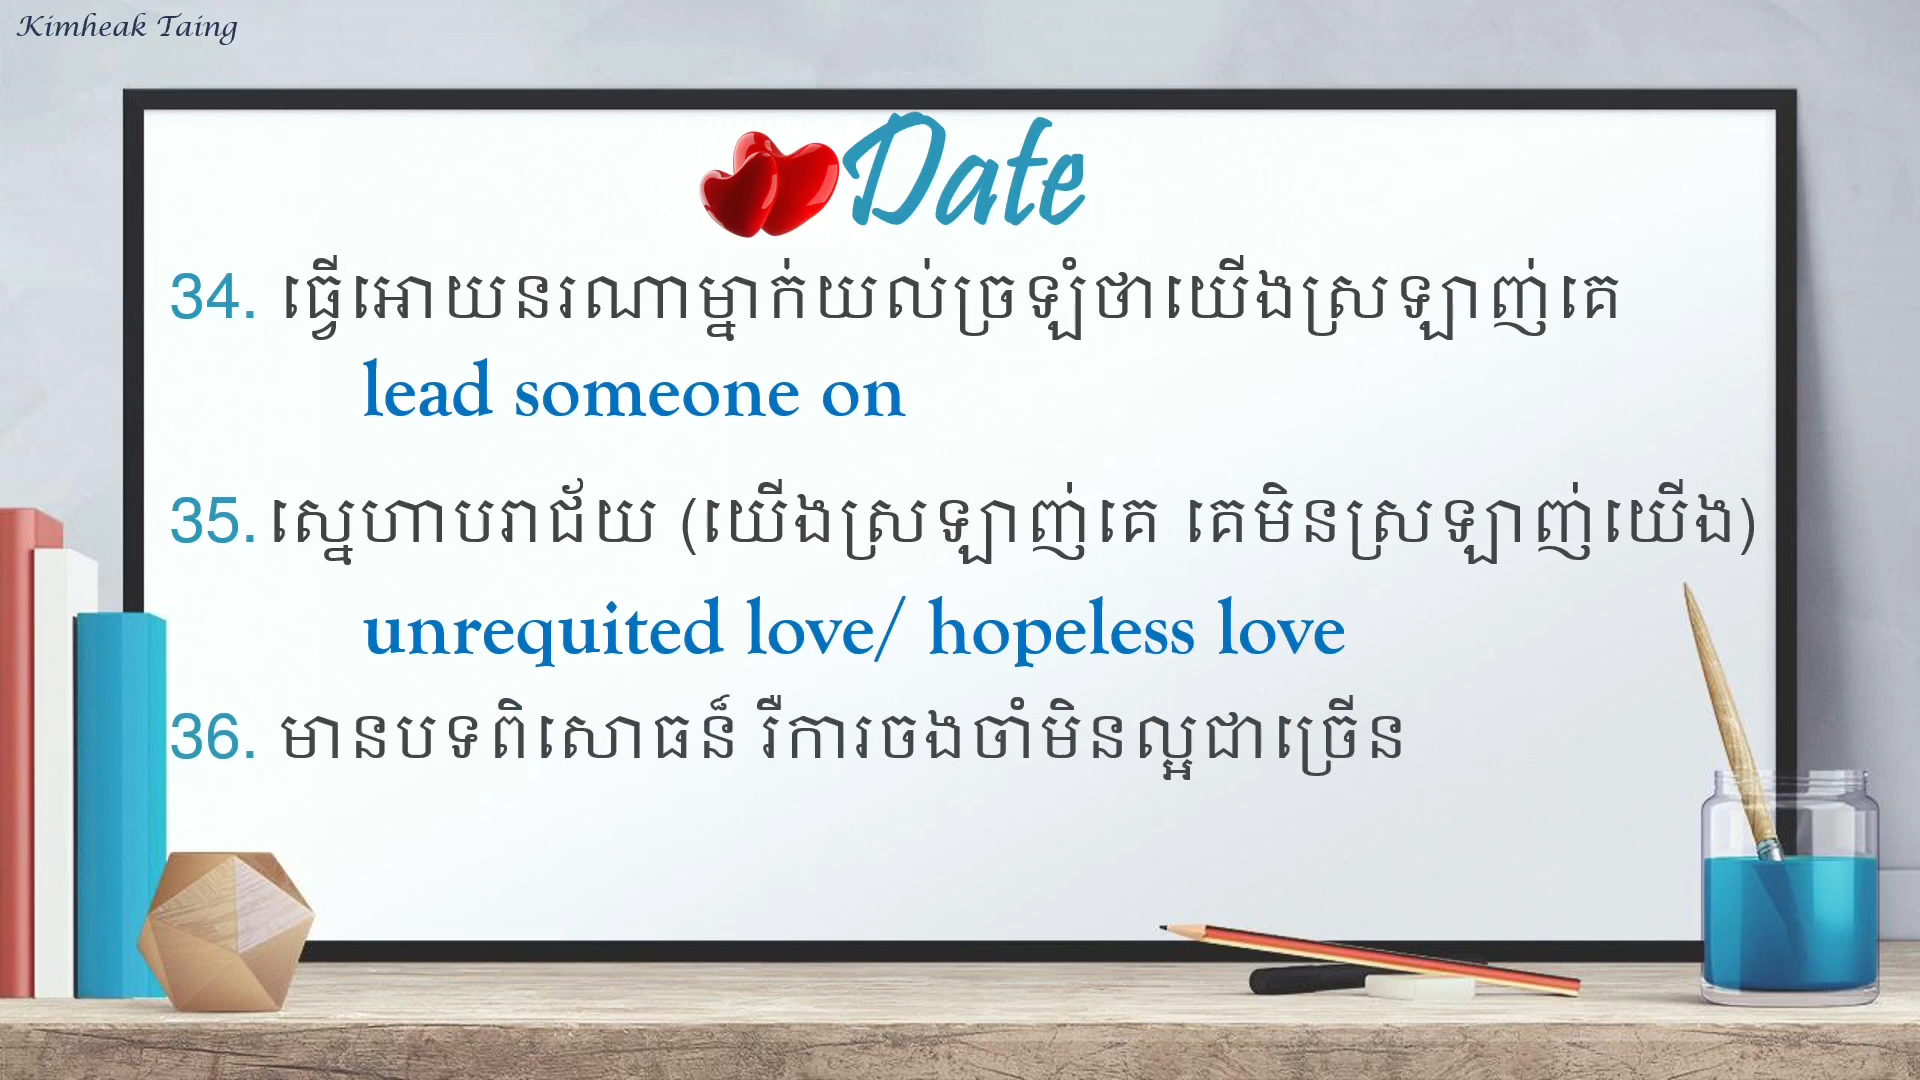 Kimheak Taing
Date
34. ធ្វើអោយនរណាម្នាក់យល់ច្រឡំថាយើងស្រឡាញ់គេ
lead someone on
35. ស្នេហាបរាជ័យ (យើងស្រឡាញ់គេ គេមិនស្រឡាញ់យើង)
unrequited love/ hopeless love
36. មានបទពិសោធន៏ រឺការចងចាំមិនល្អជាច្រើន